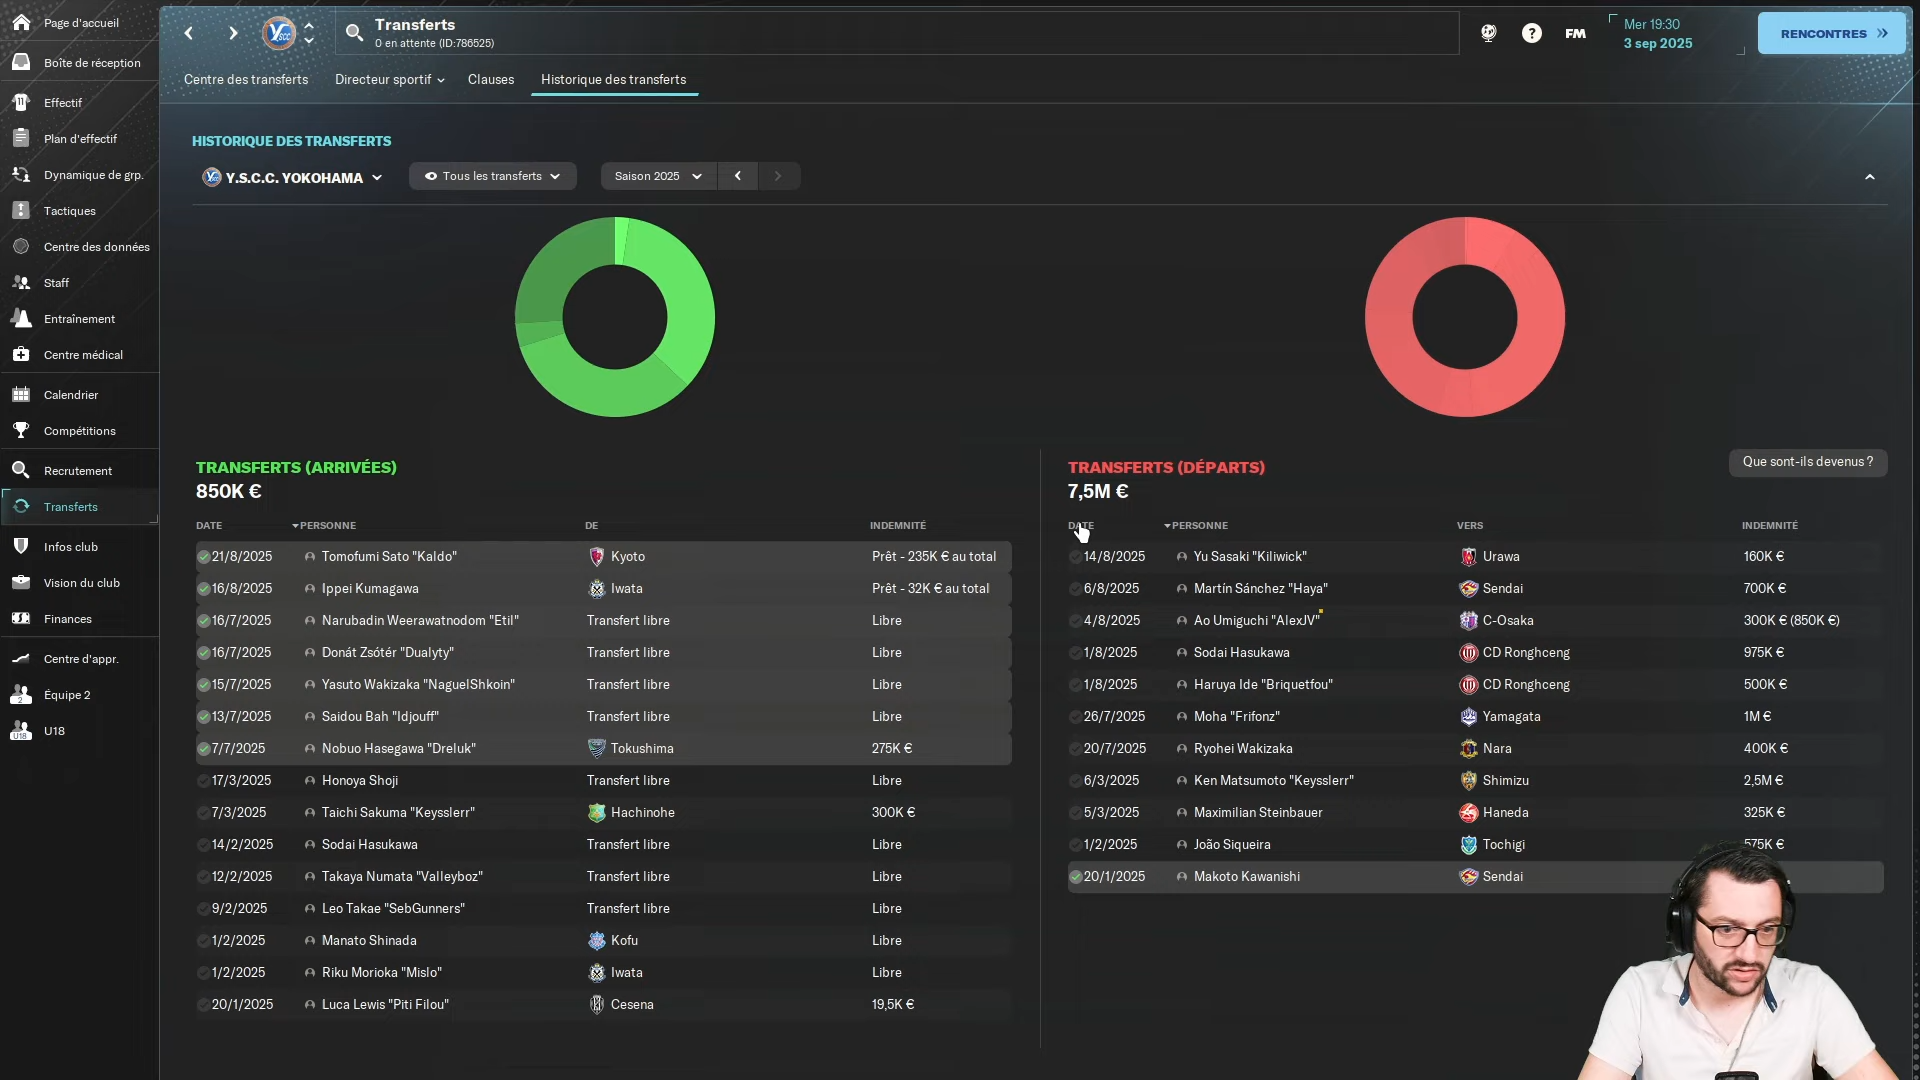 Page d'accueil
Boîte de réception
Effectif
Plan d'effectif
Dynamique de grp.
Tactiques
Centre des données
Staff
Entraînement
Centre médical
Calendrier
Compétitions
Recrutement
Transferts
Infos club
Vision du club
Finances
Centre d'appr.
Équipe 2
U18
Transferts
0 en attente (ID:786525)
FM
Mer 19:30
3 sep 2025
RENCONTRES
Centre des transferts Directeur sportif Clauses Historique des transferts
HISTORIQUE DES TRANSFERTS
Y.S.C.C. YOKOHAMA Tous les transferts Saison 2025
TRANSFERTS (ARRIVÉES)
850K €
DATE PERSONNE DE INDEMNITÉ
21/8/2025 Tomofumi Sato "Kaldo" Kyoto Prêt - 235K € au total
16/8/2025 Ippei Kumagawa Iwata Prêt - 32K € au total
16/7/2025 Narubadin Weerawatnodom "Etil" Transfert libre Libre
16/7/2025 Donát Zsótér "Dualyty" Transfert libre Libre
15/7/2025 Yasuto Wakizaka "NaguelShkoin" Transfert libre Libre
13/7/2025 Saidou Bah "Idjouff" Transfert libre Libre
7/7/2025 Nobuo Hasegawa "Dreluk" Tokushima 275K €
17/3/2025 Honoya Shoji Transfert libre Libre
7/3/2025 Taichi Sakuma "Keysslerr" Hachinohe 300K €
14/2/2025 Sodai Hasukawa Transfert libre Libre
12/2/2025 Takaya Numata "Valleyboz" Transfert libre Libre
9/2/2025 Leo Takae "SebGunners" Transfert libre Libre
1/2/2025 Manato Shinada Kofu Libre
1/2/2025 Riku Morioka "Mislo" Iwata Libre
20/1/2025 Luca Lewis "Piti Filou" Cesena 19,5K €
TRANSFERTS (DÉPARTS)
7,5M €
Que sont-ils devenus ?
DATE PERSONNE VERS INDEMNITÉ
14/8/2025 Yu Sasaki "Kiliwick" Urawa 160K €
6/8/2025 Martín Sánchez "Haya" Sendai 700K €
4/8/2025 Ao Umiguchi "AlexJV" C-Osaka 300K € (850K €)
1/8/2025 Sodai Hasukawa CD Ronghceng 975K €
1/8/2025 Haruya Ide "Briquetfou" CD Ronghceng 500K €
26/7/2025 Moha "Frifonz" Yamagata 1M €
20/7/2025 Ryohei Wakizaka Nara 400K €
6/3/2025 Ken Matsumoto "Keysslerr" Shimizu 2,5M €
5/3/2025 Maximilian Steinbauer Haneda 325K €
1/2/2025 João Siqueira Tochigi 575K €
20/1/2025 Makoto Kawanishi Sendai